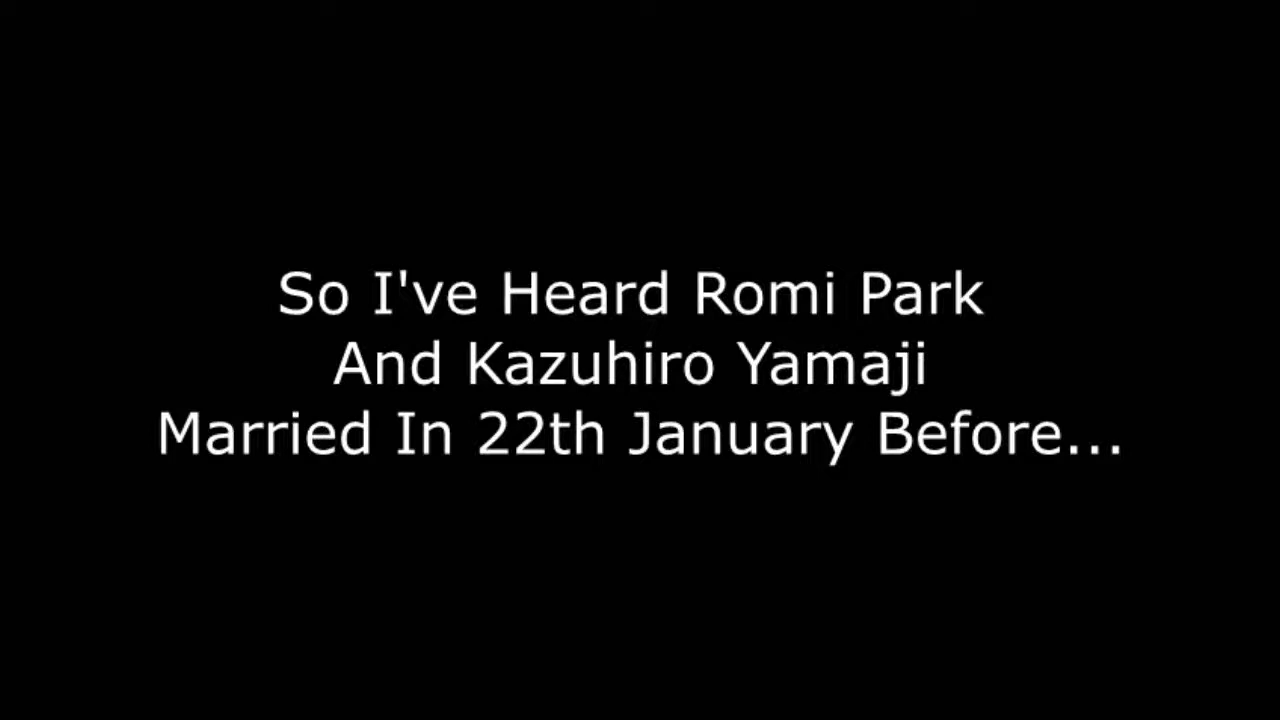 So I've Heard Romi Park
And Kazuhiro Yamaji
Married In 22th January Before...